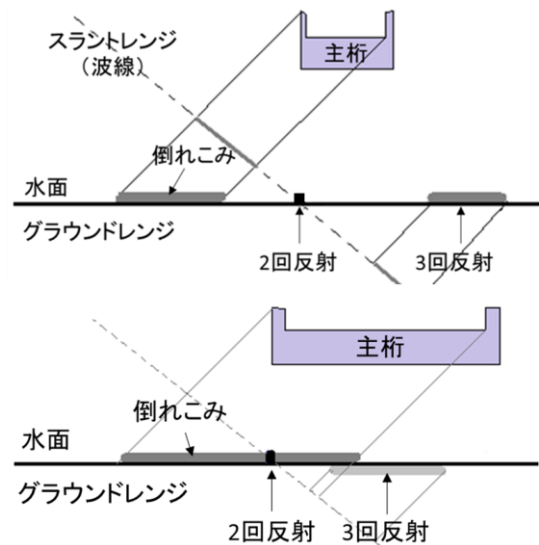 スラントレンジ
(波線)
主桁
倒れこみ
水面
グラウンドレンジ
2回反射
3回反射
主桁
倒れこみ
水面
グラウンドレンジ
2回反射
3回反射